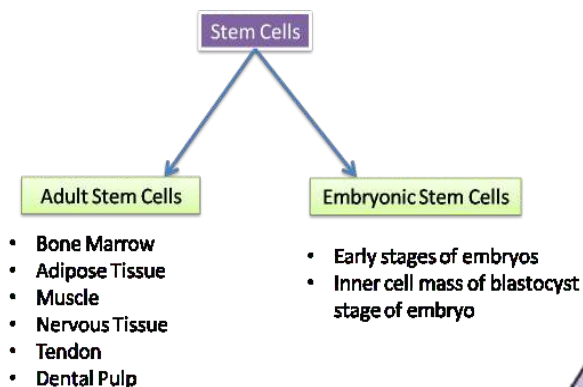 Stem Cells
Adult Stem Cells
• Bone Marrow
• Adipose Tissue
• Muscle
• Nervous Tissue
• Tendon
• Dental Pulp
Embryonic Stem Cells
• Early stages of embryos
• Inner cell mass of blastocyst
stage of embryo